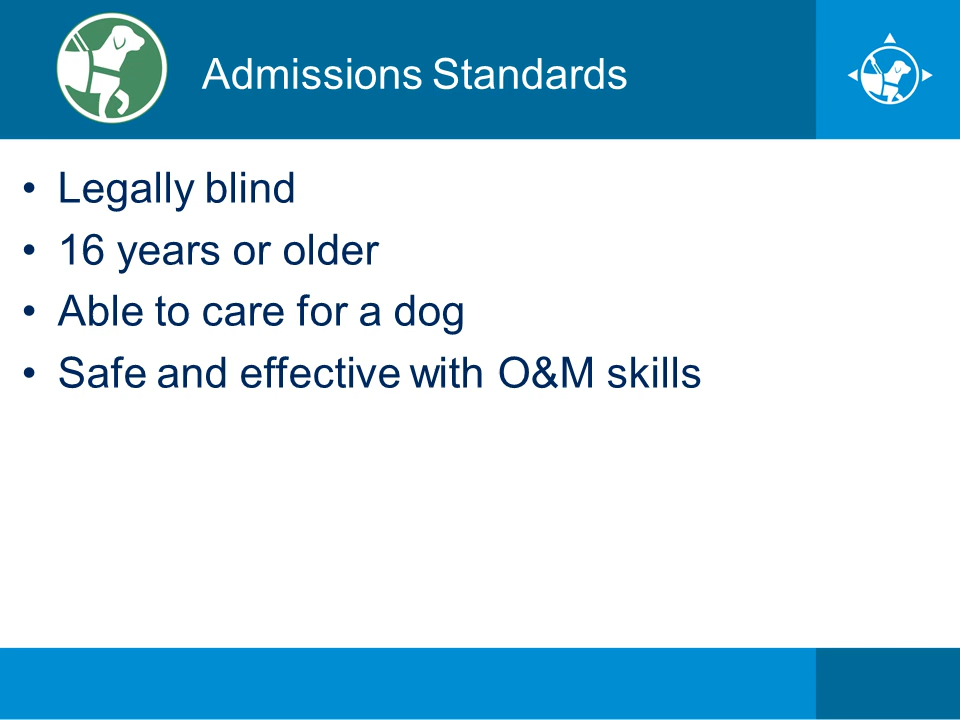 Admissions Standards
• Legally blind
• 16 years or older
• Able to care for a dog
• Safe and effective with O&M skills